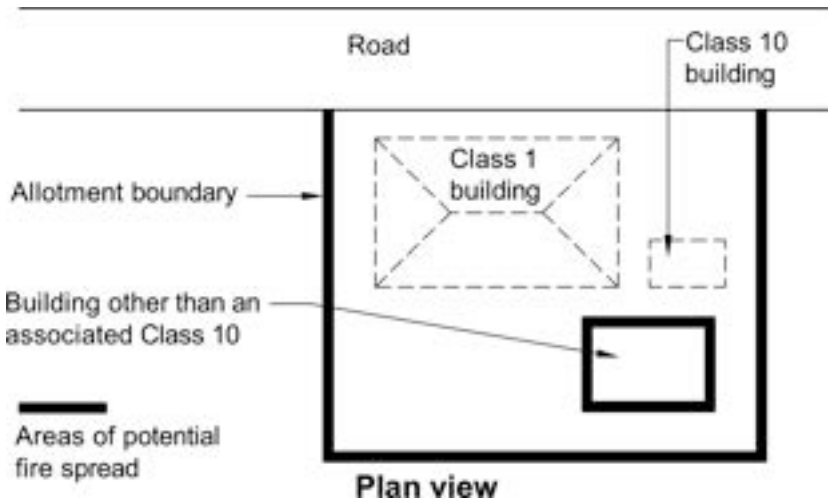 Road
Class 10
building
Class 1
building
Allotment boundary
Building other than an
associated Class 10
Areas of potential
fire spread
Plan view